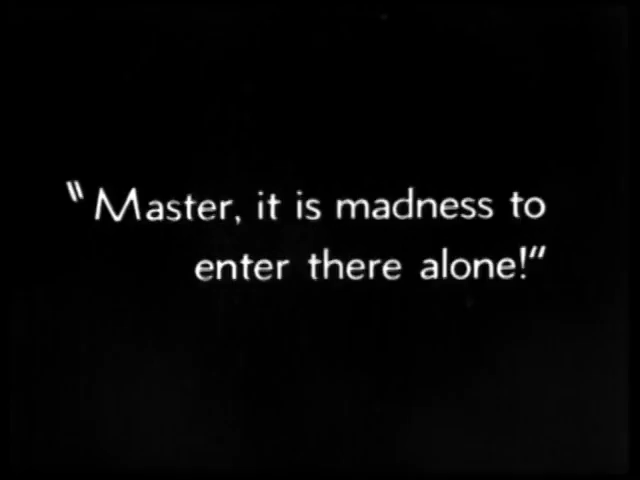 "Master, it is madness to
enter there alone!"